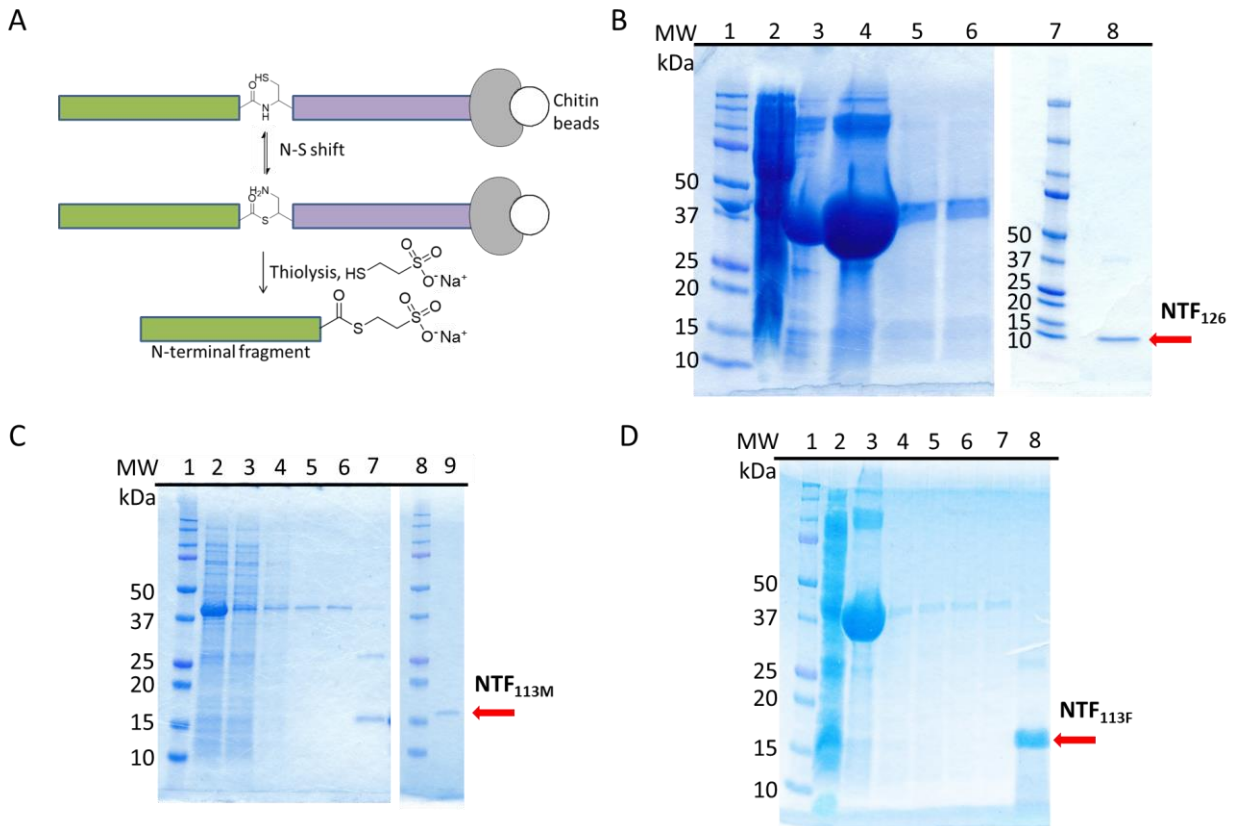 A
HS
O
N
H
Chitin
beads
N-S shift
H₂N
O
S
Thiolysis, HS
O
O
S
O⁻Na⁺
O
S
O
O
S
O⁻Na⁺
N-terminal fragment
B
MW 1 2 3 4 5 6 7 8
kDa
50
37
25
20
15
10
50
37
25
20
15
10
NTF₁₂₆
C
MW 1 2 3 4 5 6 7 8 9
kDa
50
37
25
20
15
10
NTF₁₁₃M
D
MW 1 2 3 4 5 6 7 8
kDa
50
37
25
20
15
10
NTF₁₁₃F